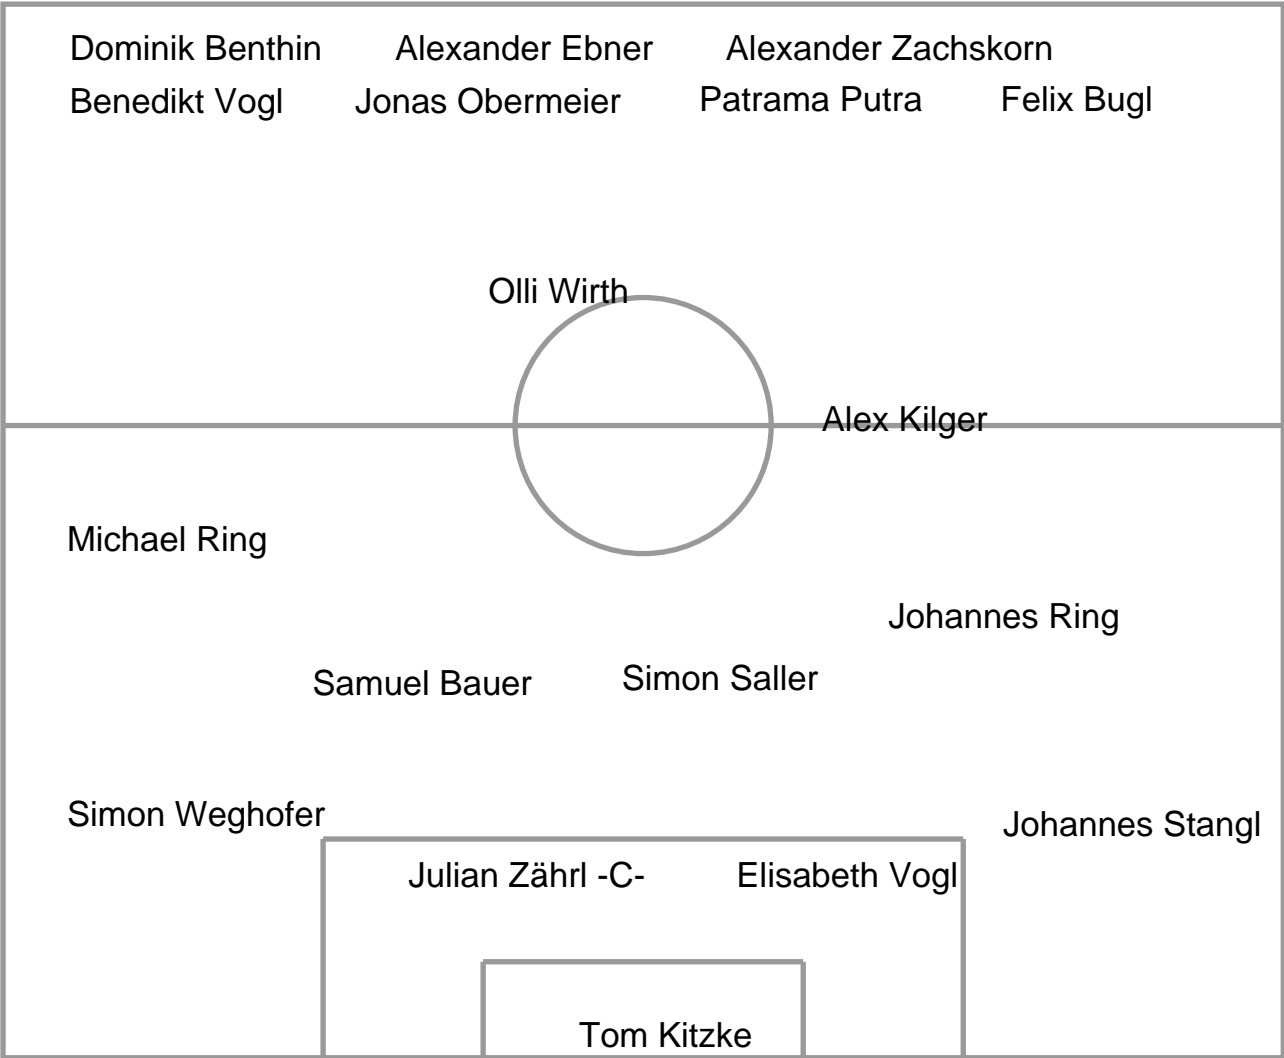 Dominik Benthin Alexander Ebner Alexander Zachskorn
Benedikt Vogl Jonas Obermeier Patrama Putra Felix Bugl
Olli Wirth
Alex Kilger
Michael Ring
Johannes Ring
Samuel Bauer Simon Saller
Simon Weghofer Johannes Stangl
Julian Zährl -C- Elisabeth Vogl
Tom Kitzke